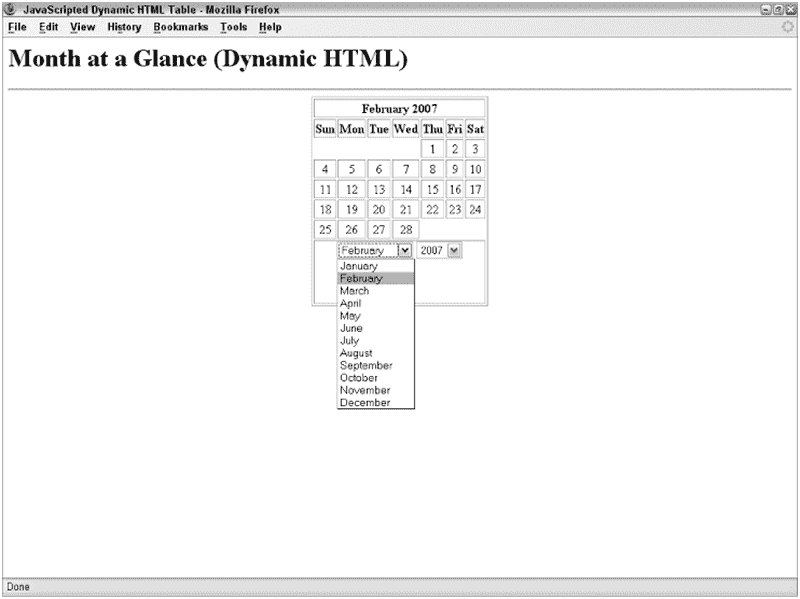 JavaScripted Dynamic HTML Table - Mozilla Firefox
File Edit View History Bookmarks Tools Help
Month at a Glance (Dynamic HTML)
February 2007
Sun Mon Tue Wed Thu Fri Sat
1 2 3
4 5 6 7 8 9 10
11 12 13 14 15 16 17
18 19 20 21 22 23 24
25 26 27 28
February 2007
January
February
March
April
May
June
July
August
September
October
November
December
Done